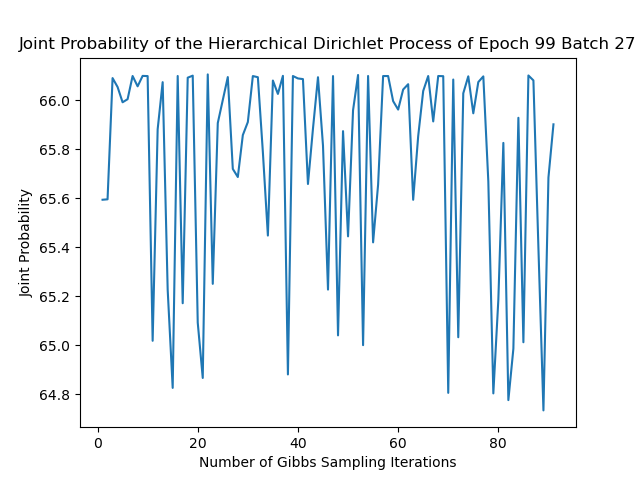 Joint Probability of the Hierarchical Dirichlet Process of Epoch 99 Batch 27
66.0
65.8
65.6
65.4
65.2
65.0
64.8
Joint Probability
0 20 40 60 80
Number of Gibbs Sampling Iterations